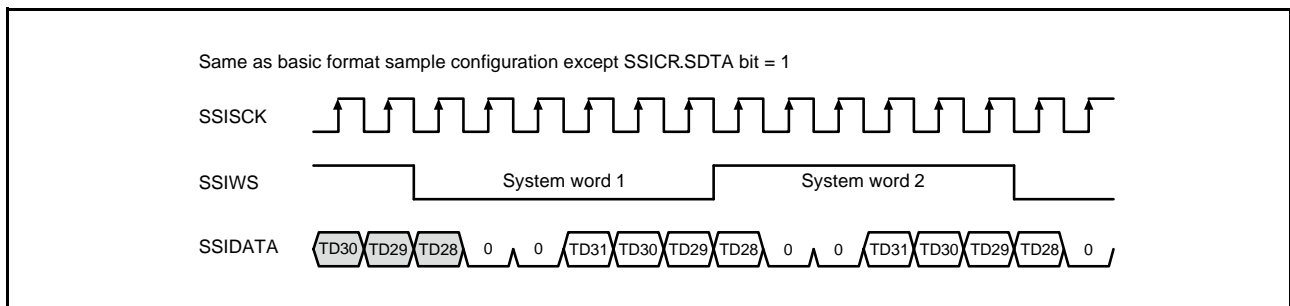 Same as basic format sample configuration except SSICR.SDTA bit = 1
SSISCK
SSIWS System word 1 System word 2
SSIDATA TD30 TD29 TD28 0 0 TD31 TD30 TD29 TD28 0 0 TD31 TD30 TD29 TD28 0